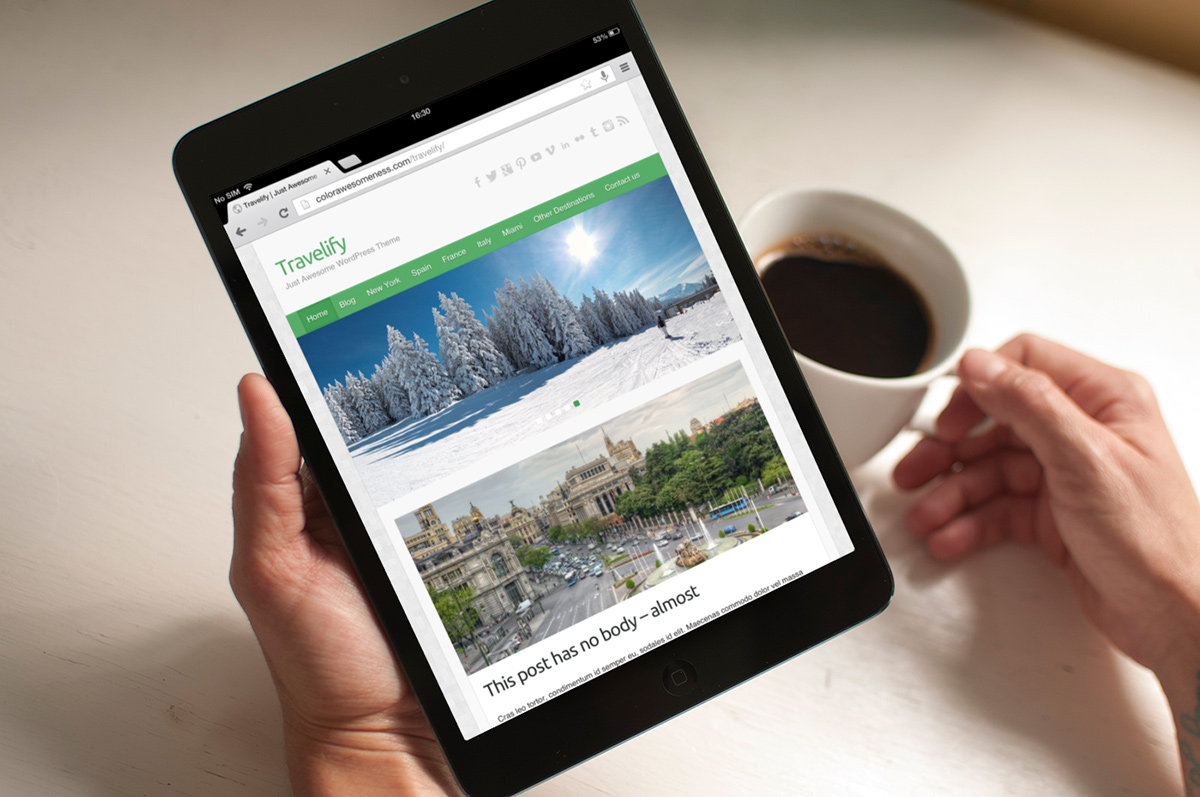 No SIM 16:30 53%
Travelify | Just Awesome
colorawesomeness.com/travelify/
Travelify
Just Awesome WordPress Theme
Home Blog New York Spain France Italy Miami Other Destinations Contact us
This post has no body – almost
Cras leo tortor, condimentum id semper eu, sodales id elit. Maecenas commodo dolor vel massa